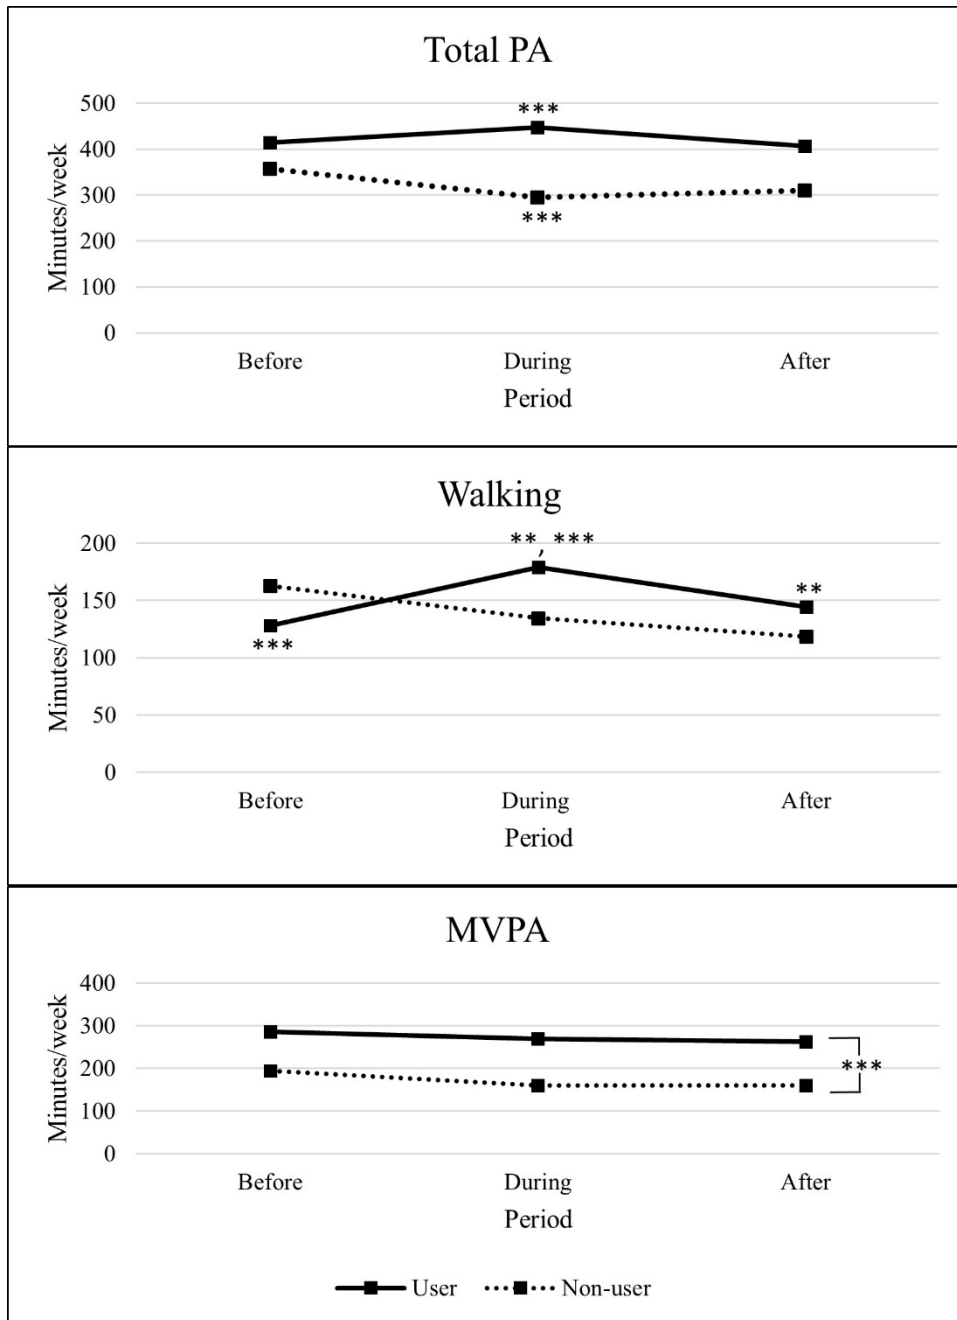 Total PA
***
500
400
300
200
100
0
***
Minutes/week
Before During After
Period
Walking
**, ***
200
150
100
50
0
**
***
Minutes/week
Before During After
Period
MVPA
400
300
200
100
0
***
Minutes/week
Before During After
Period
User Non-user